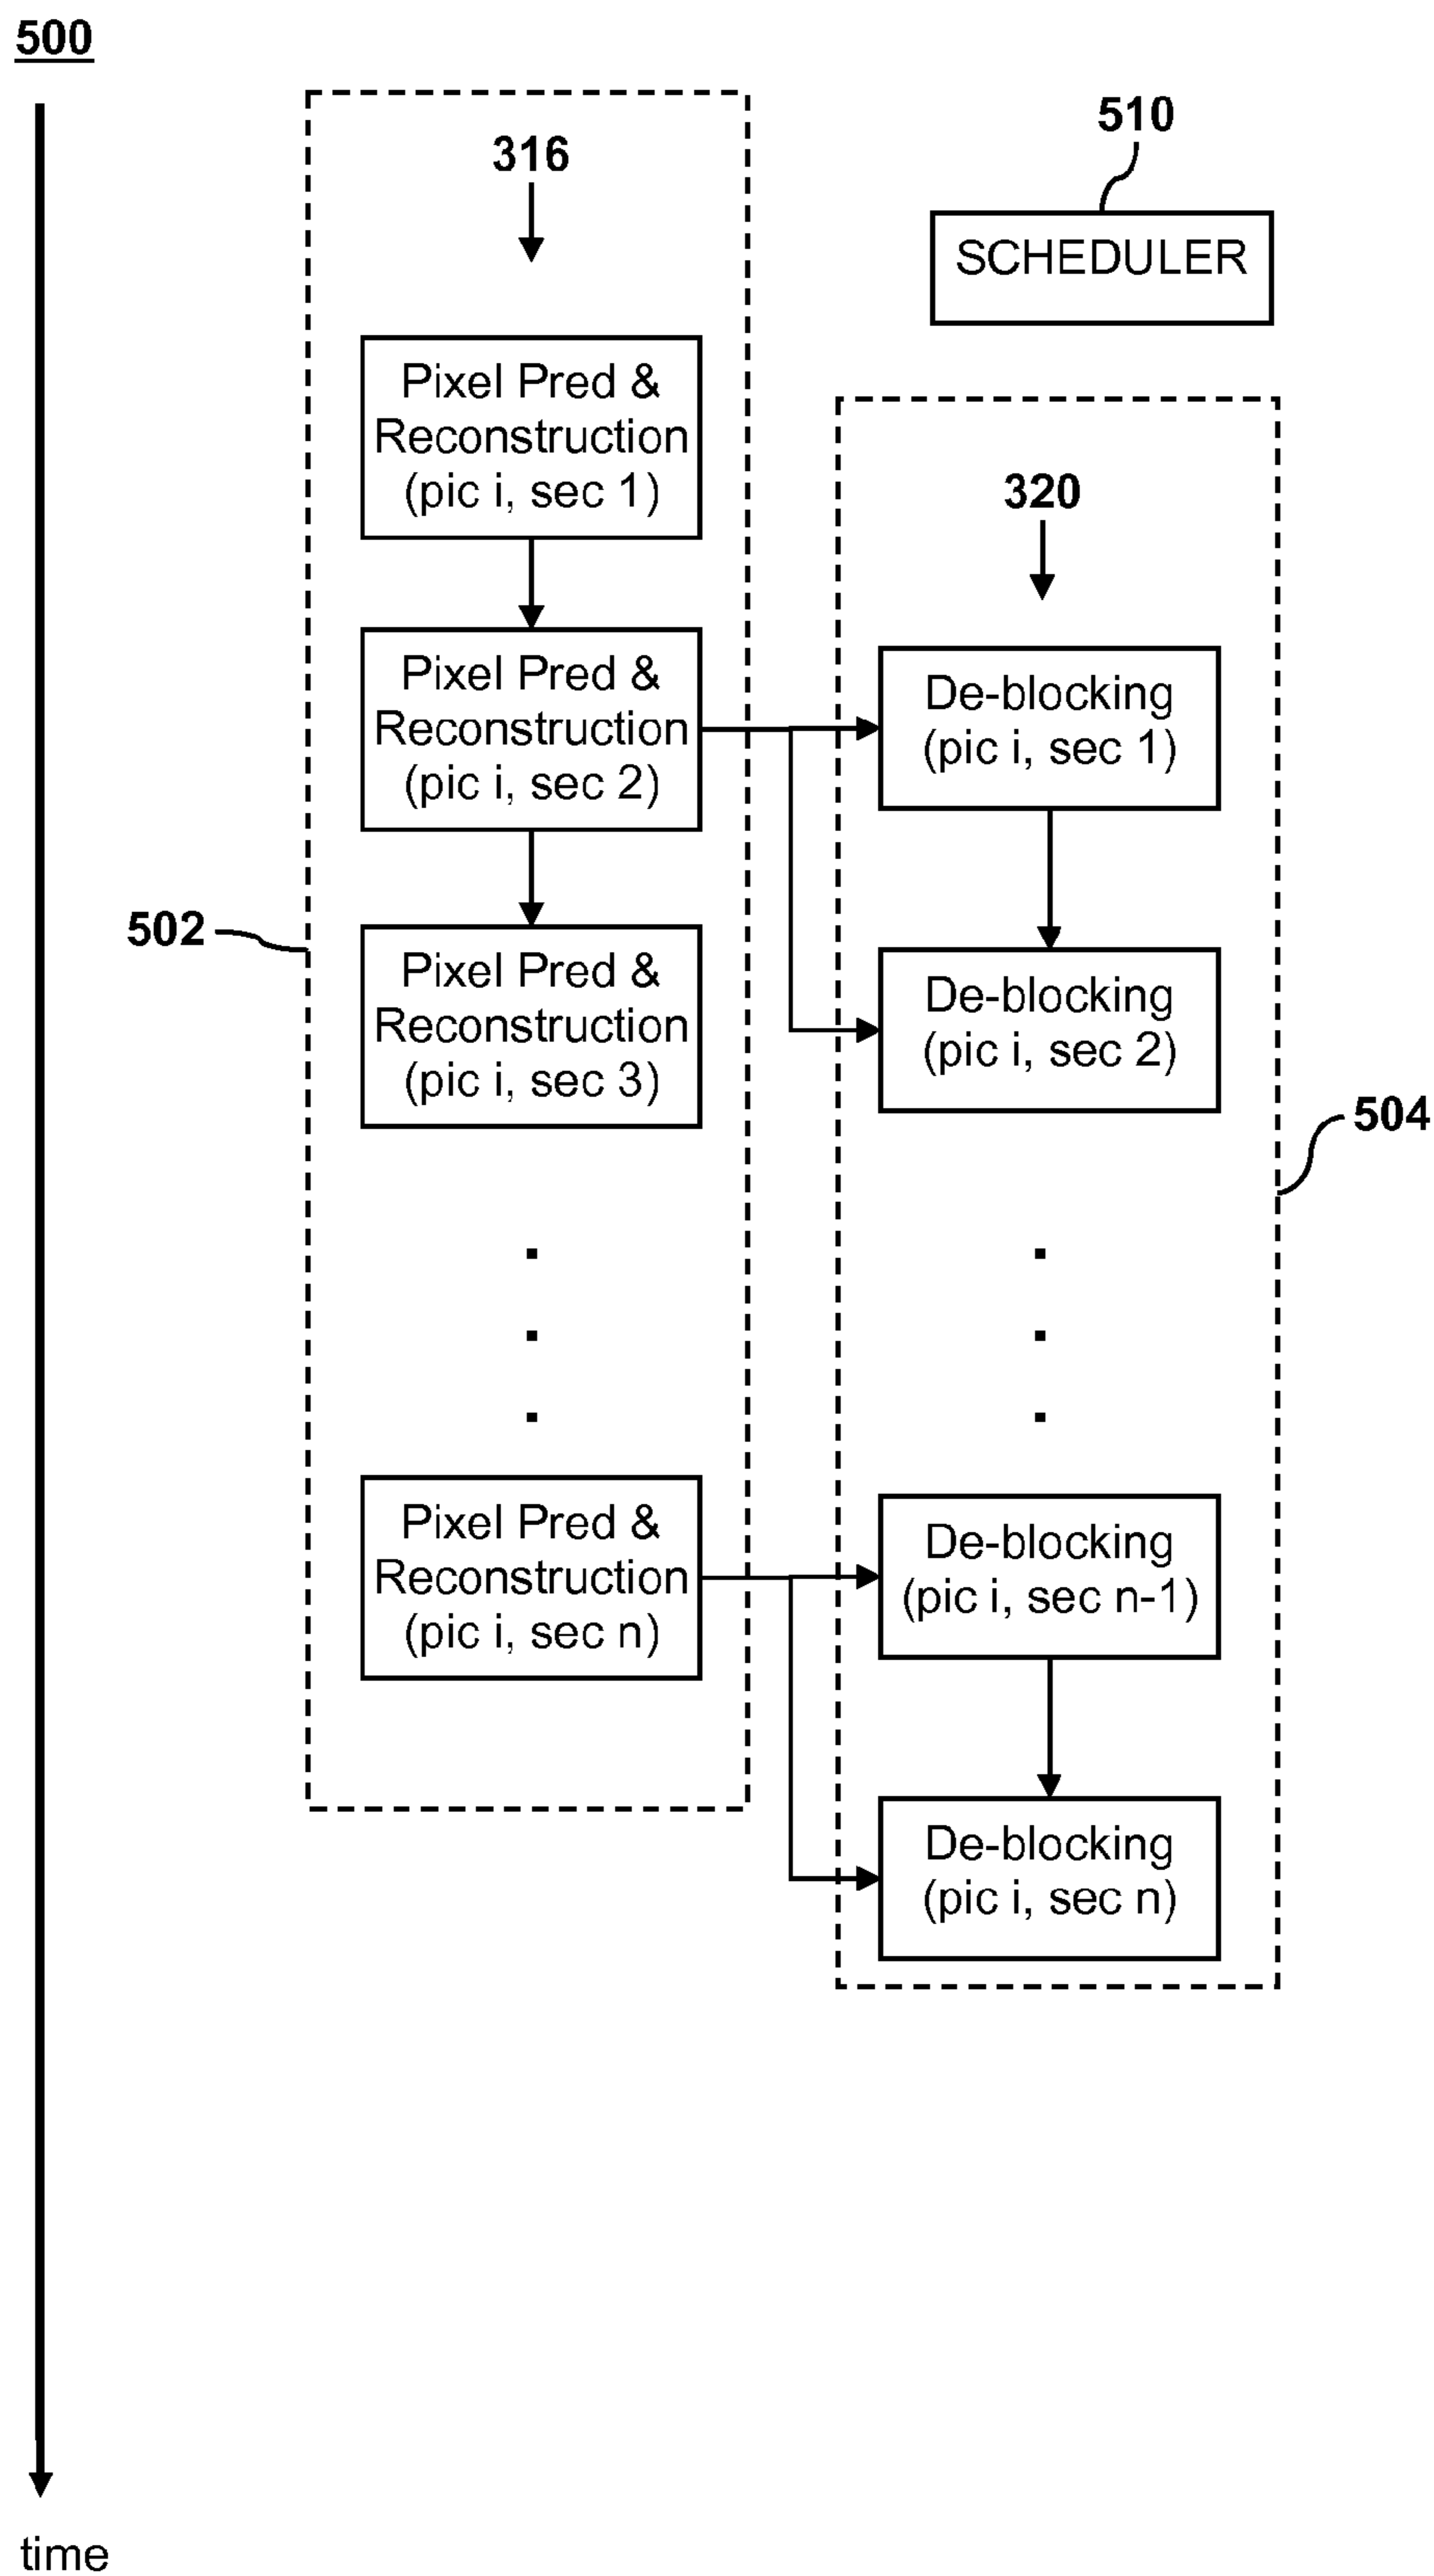 500
316
510
SCHEDULER
Pixel Pred &
Reconstruction
(pic i, sec 1)
320
Pixel Pred &
Reconstruction
(pic i, sec 2)
De-blocking
(pic i, sec 1)
502
Pixel Pred &
Reconstruction
(pic i, sec 3)
De-blocking
(pic i, sec 2)
504
Pixel Pred &
Reconstruction
(pic i, sec n)
De-blocking
(pic i, sec n-1)
De-blocking
(pic i, sec n)
time